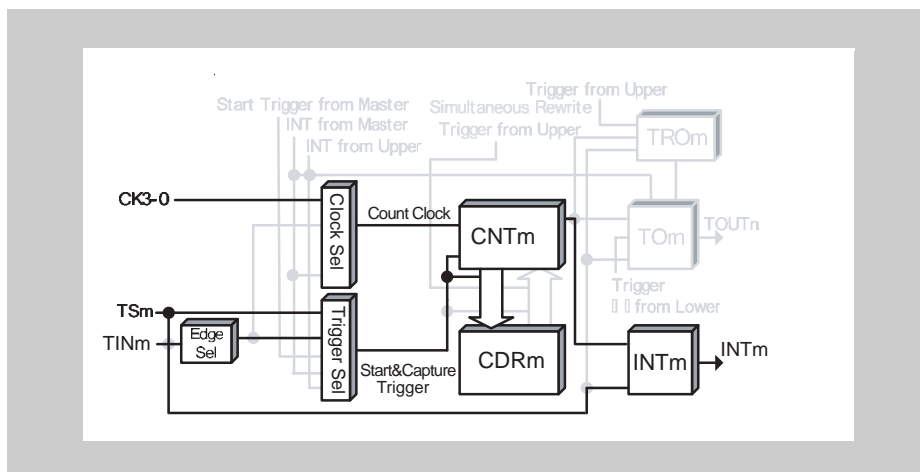 Trigger from Upper
Start Trigger from Master
Simultaneous Rewrite
INT from Master
Trigger from Upper
INT from Upper
TROm
CK3-0
Clock Sel
Count Clock
CNTm
TOm
TOUTn
Trigger
from Lower
TSm
TINm
Edge
Sel
Trigger Sel
Start&Capture
Trigger
CDRm
INTm
INTm